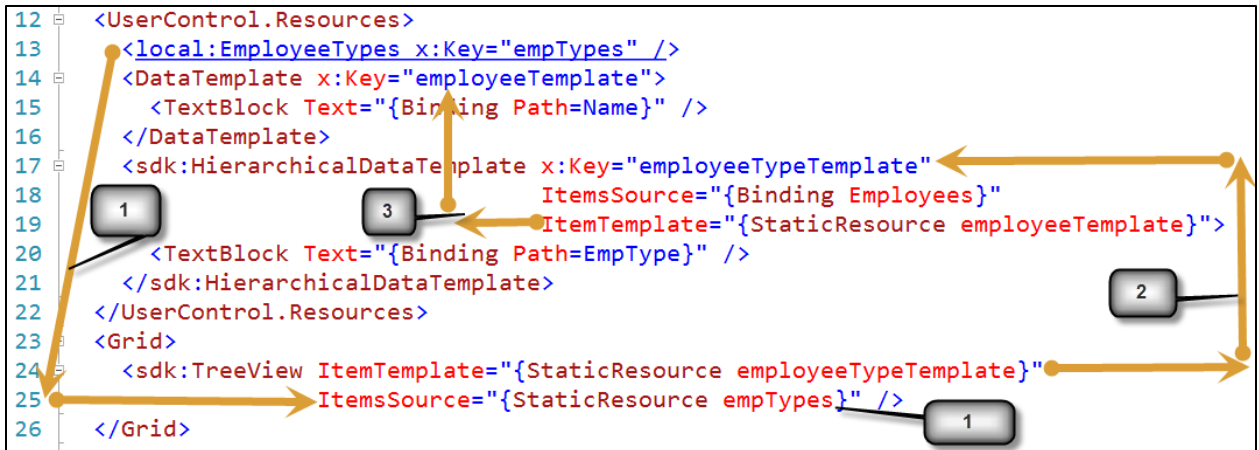 12 <UserControl.Resources>
13 <local:EmployeeTypes x:Key="empTypes" />
14 <DataTemplate x:Key="employeeTemplate">
15 <TextBlock Text="{Binding Path=Name}" />
16 </DataTemplate>
17 <sdk:HierarchicalDataTemplate x:Key="employeeTypeTemplate"
18 ItemsSource="{Binding Employees}"
1 3
19 ItemTemplate="{StaticResource employeeTemplate}">
20 <TextBlock Text="{Binding Path=EmpType}" />
21 </sdk:HierarchicalDataTemplate>
2
22 </UserControl.Resources>
23 <Grid>
24 <sdk:TreeView ItemTemplate="{StaticResource employeeTypeTemplate}"
25 ItemsSource="{StaticResource empTypes}" />
1
26 </Grid>